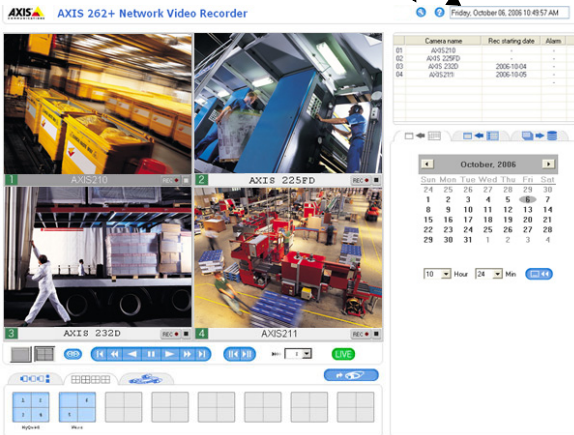 AXIS COMMUNICATIONS
AXIS 262+ Network Video Recorder
Friday, October 06, 2006 10:49:57 AM
Camera name Rec starting date Alarm
01 AXIS210 - -
02 AXIS 225FD - -
03 AXIS 232D 2006-10-04 -
04 AXIS211 2006-10-05 -
1 AXIS210 REC
2 AXIS 225FD REC
3 AXIS 232D REC
4 AXIS211 REC
October, 2006
Sun Mon Tue Wed Thu Fri Sat
24 25 26 27 28 29 30
1 2 3 4 5 6 7
8 9 10 11 12 13 14
15 16 17 18 19 20 21
22 23 24 25 26 27 28
29 30 31 1 2 3 4
10 Hour 24 Min
LIVE
MyQuad